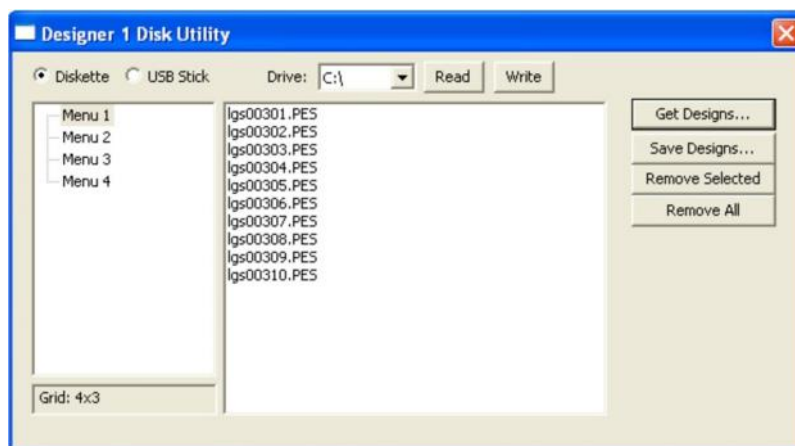 Designer 1 Disk Utility
Diskette USB Stick Drive: C:\ Read Write
Menu 1
Menu 2
Menu 3
Menu 4
Grid: 4x3
lgs00301.PES
lgs00302.PES
lgs00303.PES
lgs00304.PES
lgs00305.PES
lgs00306.PES
lgs00307.PES
lgs00308.PES
lgs00309.PES
lgs00310.PES
Get Designs...
Save Designs...
Remove Selected
Remove All